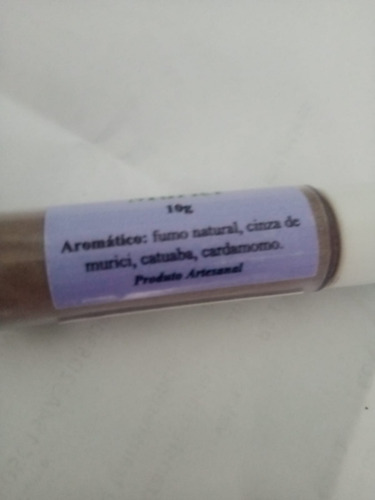 10g
Aromático: fumo natural, cinza de
murici, catuaba, cardamomo.
Produto Artesanal